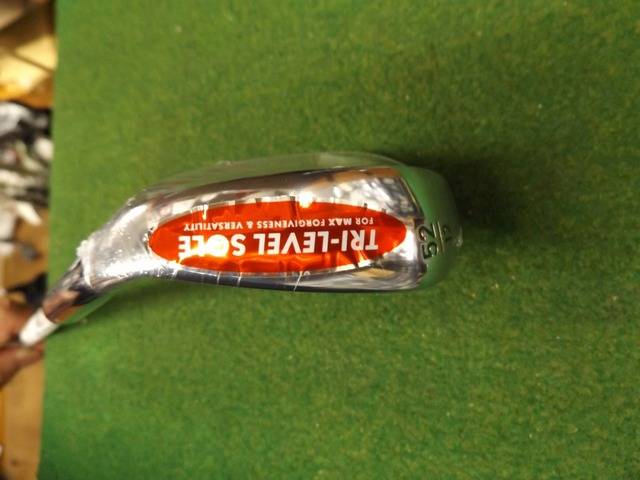 TRI-LEVEL SOLE
FOR MAX FORGIVENESS & VERSATILITY
52